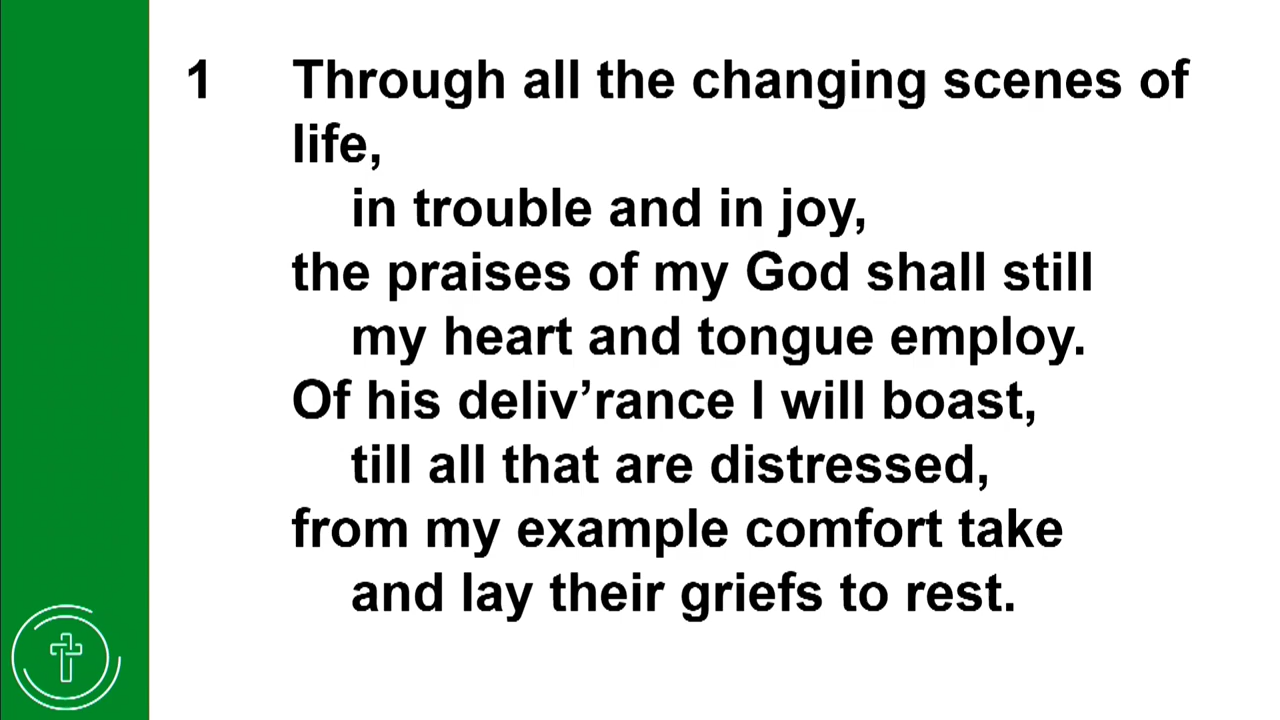 1 Through all the changing scenes of
life,
in trouble and in joy,
the praises of my God shall still
my heart and tongue employ.
Of his deliv’rance I will boast,
till all that are distressed,
from my example comfort take
and lay their griefs to rest.